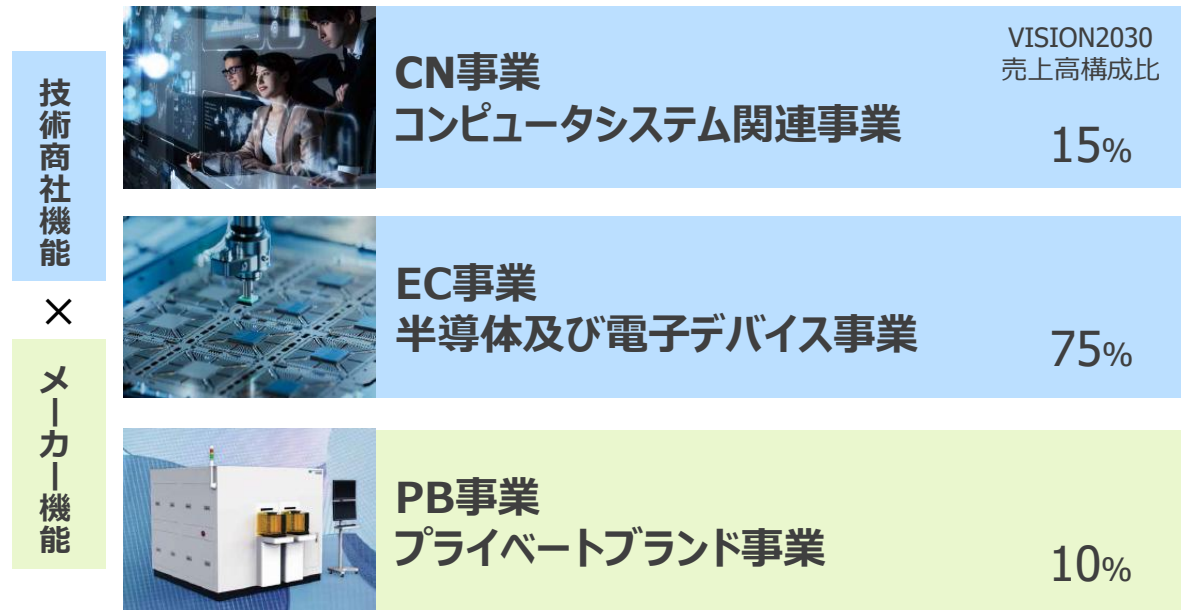 技術商社機能
×
メーカー機能
CN事業
コンピュータシステム関連事業
VISION2030
売上高構成比
15%
EC事業
半導体及び電子デバイス事業
75%
PB事業
プライベートブランド事業
10%